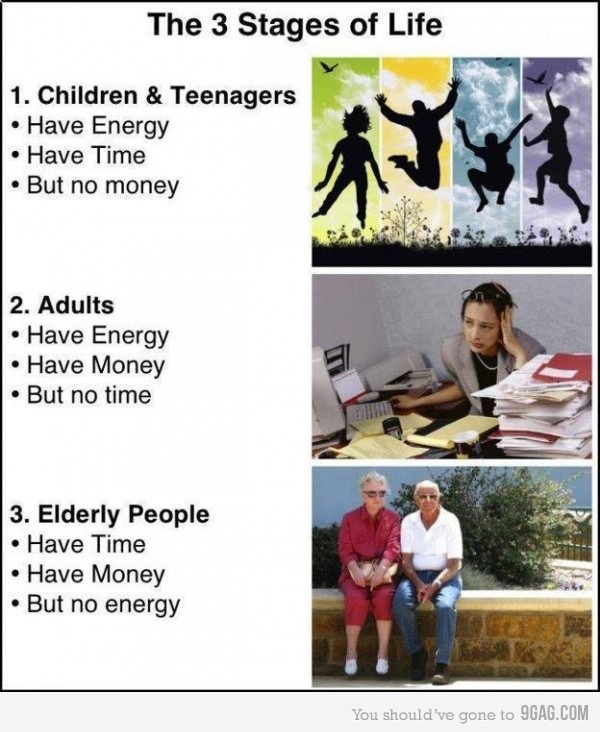 The 3 Stages of Life
1. Children & Teenagers
• Have Energy
• Have Time
• But no money
2. Adults
• Have Energy
• Have Money
• But no time
3. Elderly People
• Have Time
• Have Money
• But no energy
You should've gone to 9GAG.COM